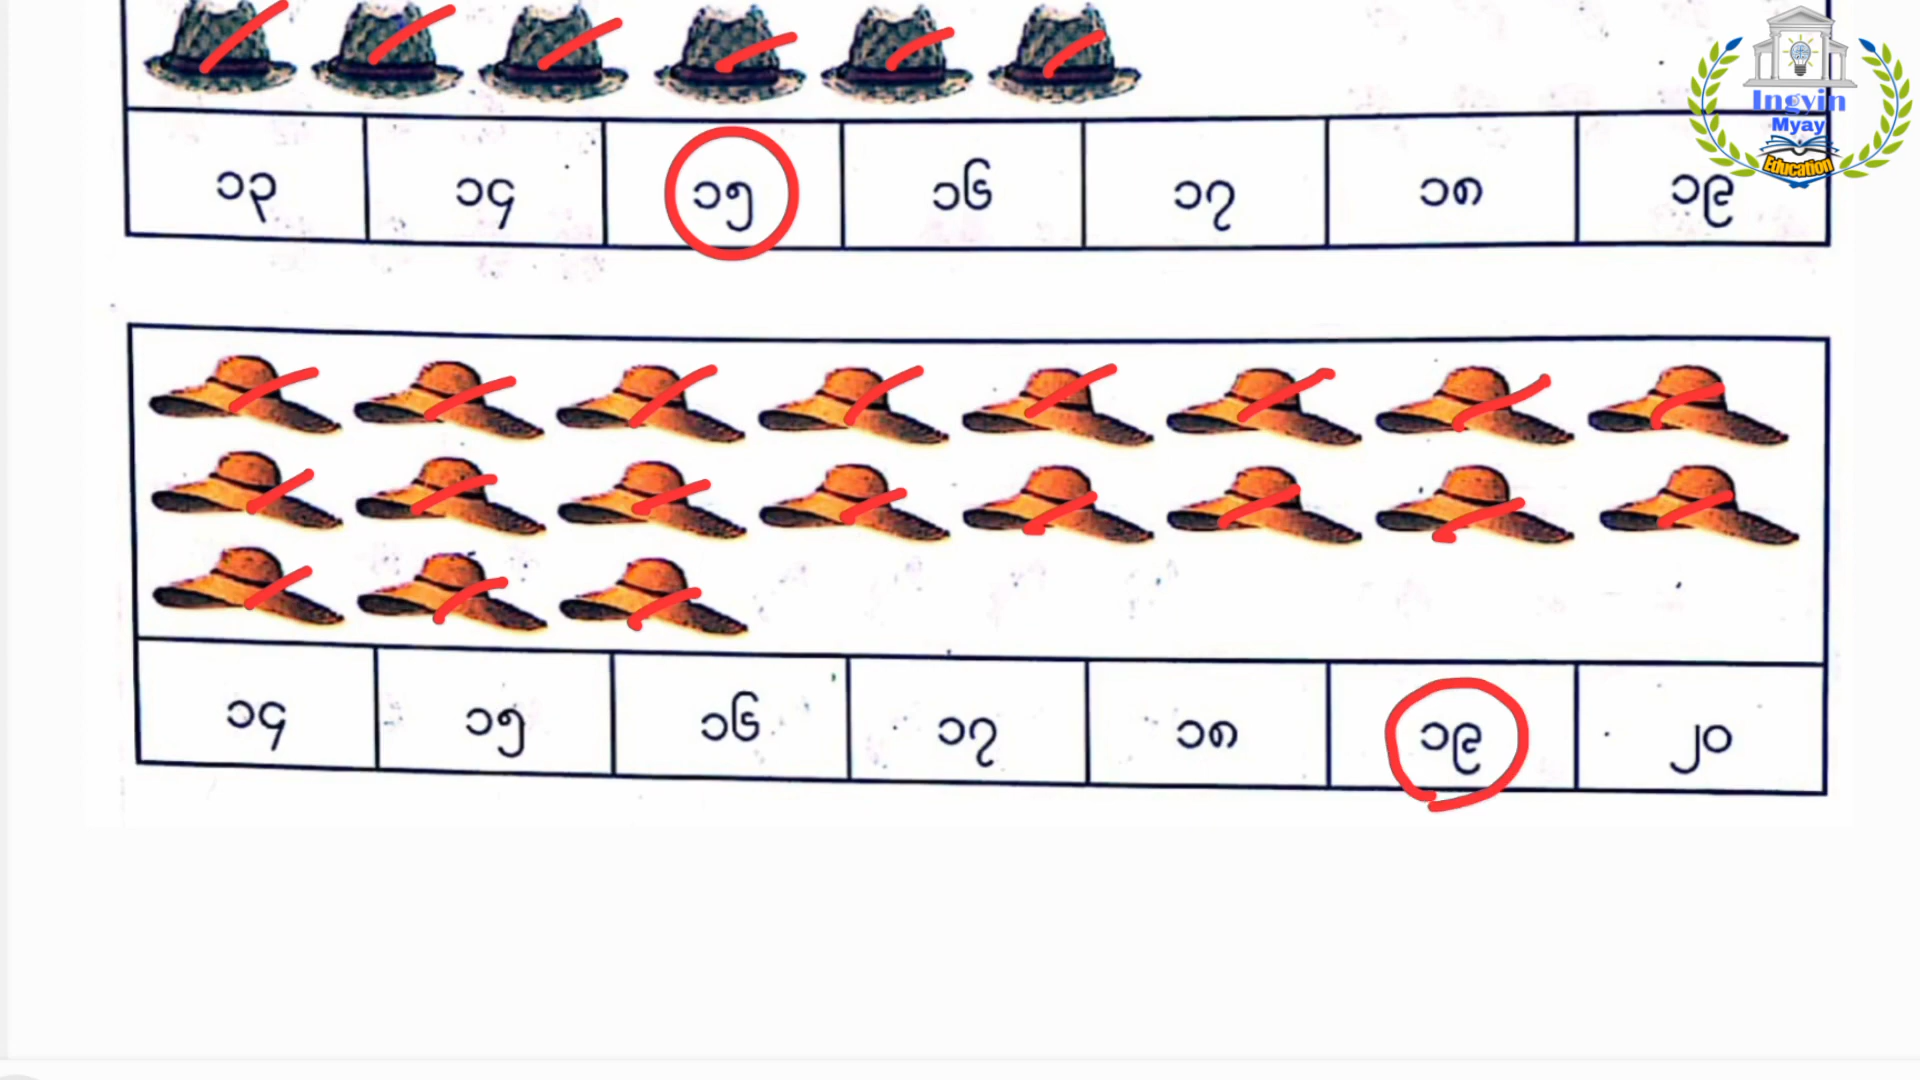 Ingyin
Myay
Education
၁၃ ၁၄ ၁၅ ၁၆ ၁၇ ၁၈ ၁၉
၁၄ ၁၅ ၁၆ ၁၇ ၁၈ ၁၉ ၂၀